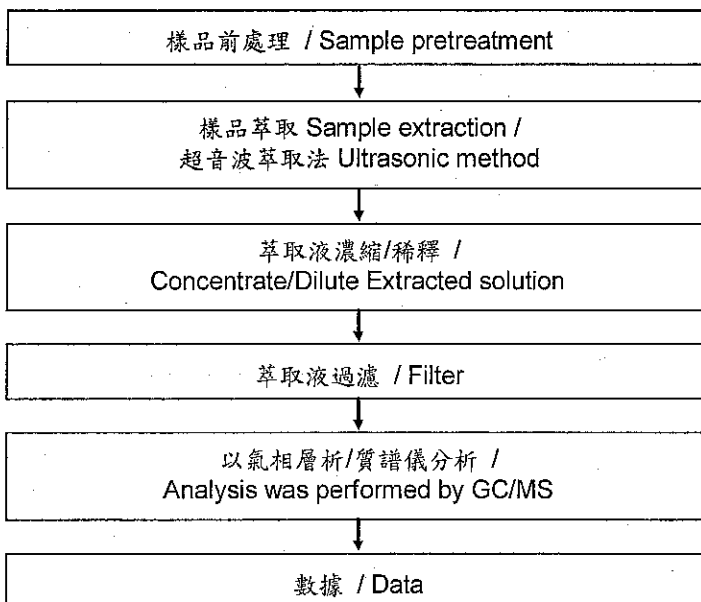 樣品前處理 / Sample pretreatment
樣品萃取 Sample extraction /
超音波萃取法 Ultrasonic method
萃取液濃縮/稀釋 /
Concentrate/Dilute Extracted solution
萃取液過濾 / Filter
以氣相層析/質譜儀分析 /
Analysis was performed by GC/MS
數據 / Data